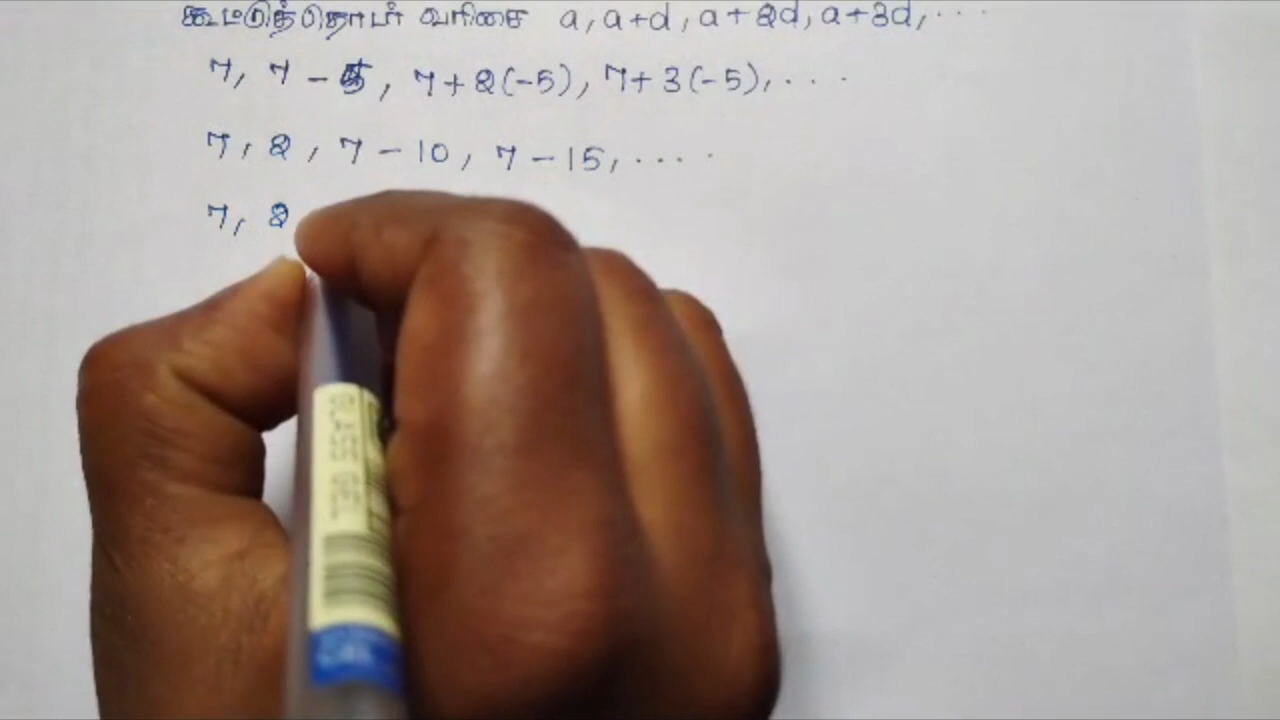 கூட்டுத்தொடர் வரிசை a, a+d, a+2d, a+3d, ...
7, 7-5, 7+2(-5), 7+3(-5), ...
7, 2, 7-10, 7-15, ....
7, 2